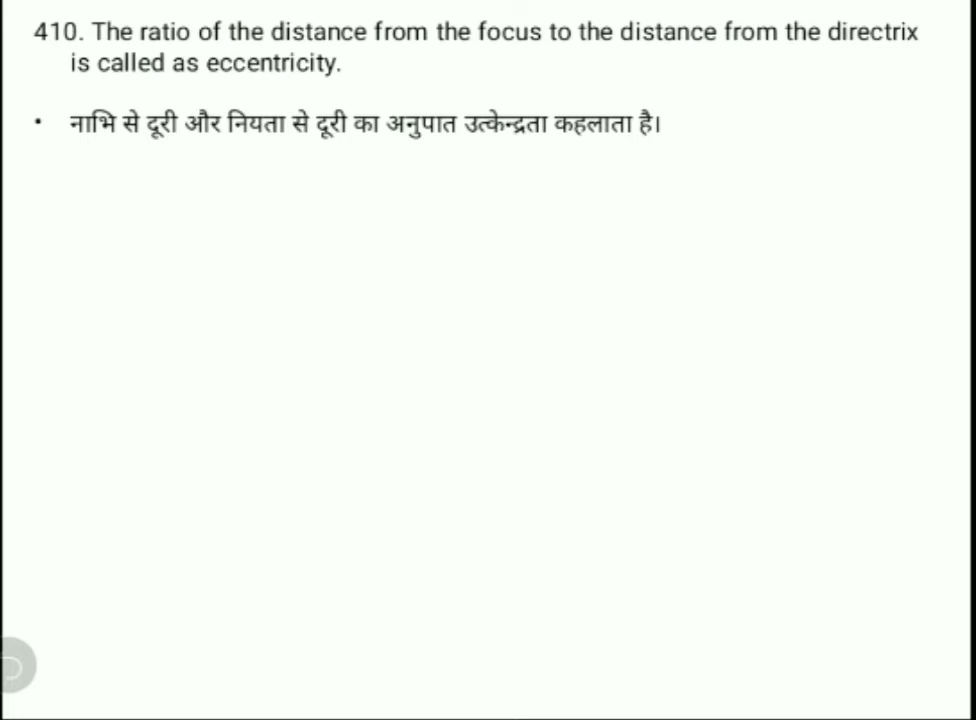 410. The ratio of the distance from the focus to the distance from the directrix
is called as eccentricity.
• नाभि से दूरी और नियता से दूरी का अनुपात उत्केन्द्रता कहलाता है।